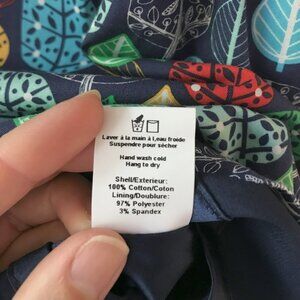 Laver à la main à l,eau froide
Suspendre pour sécher
Hand wash cold
Hang to dry
Shell/Exterieur:
100% Cotton/Coton
Lining/Doublure:
97% Polyester
3% Spandex